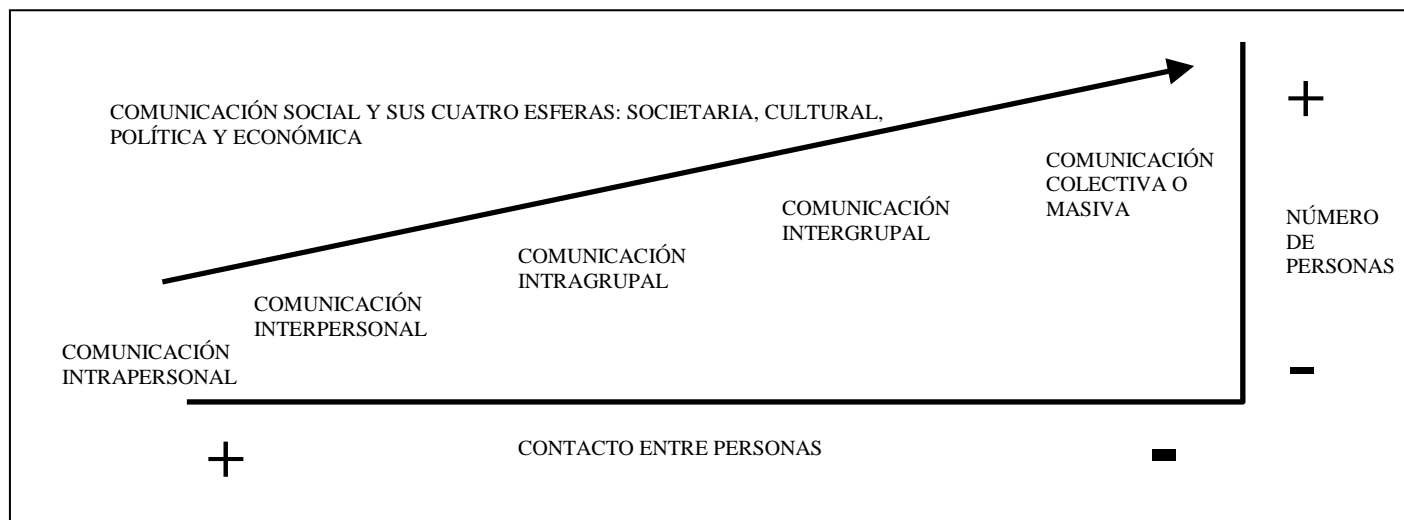 COMUNICACIÓN SOCIAL Y SUS CUATRO ESFERAS: SOCIETARIA, CULTURAL,
POLÍTICA Y ECONÓMICA
+
COMUNICACIÓN
COLECTIVA O
MASIVA
COMUNICACIÓN
INTERGRUPAL
NÚMERO
DE
PERSONAS
COMUNICACIÓN
INTRAGRUPAL
COMUNICACIÓN
INTERPERSONAL
COMUNICACIÓN
INTRAPERSONAL
-
+
CONTACTO ENTRE PERSONAS
-